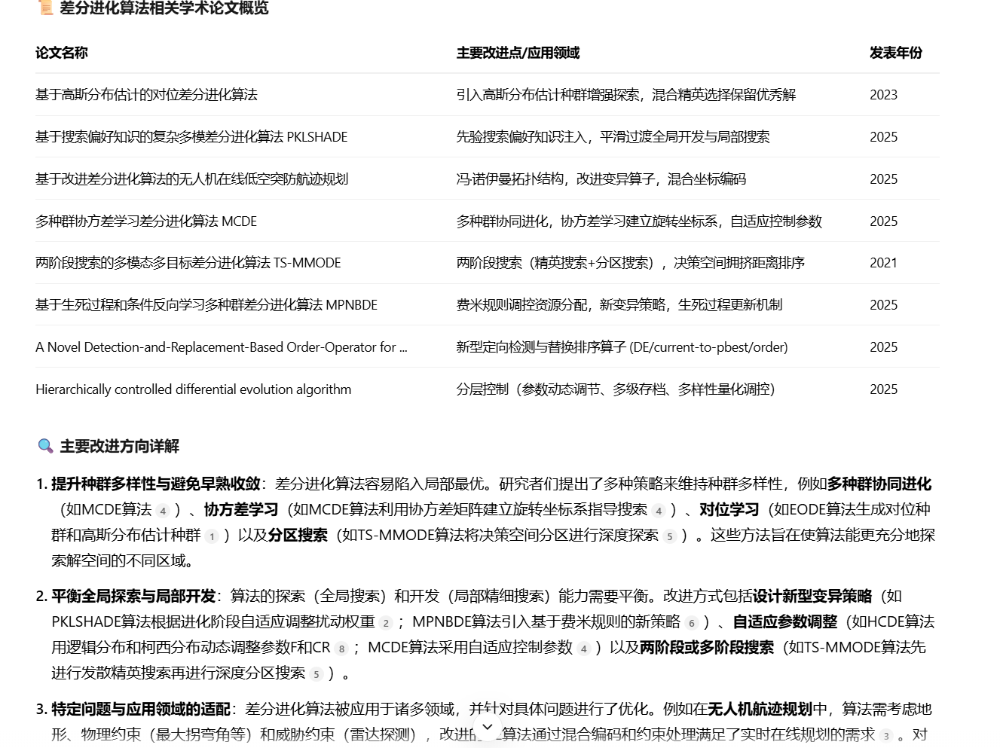 差分进化算法相关学术论文概览
论文名称 主要改进点/应用领域 发表年份
基于高斯分布估计的对位差分进化算法 引入高斯分布估计种群增强探索，混合精英选择保留优秀解 2023
基于搜索偏好知识的复杂多模差分进化算法 PKLSHADE 先验搜索偏好知识注入，平滑过渡全局开发与局部搜索 2025
基于改进差分进化算法的无人机在线低空突防航迹规划 冯·诺伊曼拓扑结构，改进变异算子，混合坐标编码 2025
多种群协方差学习差分进化算法 MCDE 多种群协同进化，协方差学习建立旋转坐标系，自适应控制参数 2025
两阶段搜索的多模态多目标差分进化算法 TS-MMODE 两阶段搜索（精英搜索+分区搜索），决策空间拥挤距离排序 2021
基于生死过程和条件反向学习多种群差分进化算法 MPNBDE 费米规则调控资源分配，新变异策略，生死过程更新机制 2025
A Novel Detection-and-Replacement-Based Order-Operator for ... 新型定向检测与替换排序算子 (DE/current-to-pbest/order) 2025
Hierarchically controlled differential evolution algorithm 分层控制（参数动态调节、多级存档、多样性量化调控） 2025
主要改进方向详解
1. 提升种群多样性与避免早熟收敛：差分进化算法容易陷入局部最优。研究者们提出了多种策略来维持种群多样性，例如多种群协同进化
（如MCDE算法 4 ）、协方差学习（如MCDE算法利用协方差矩阵建立旋转坐标系指导搜索 4 ）、对位学习（如EODE算法生成对位种
群和高斯分布估计种群 1 ）以及分区搜索（如TS-MMODE算法将决策空间分区进行深度探索 5 ）。这些方法旨在使算法能更充分地探
索解空间的不同区域。
2. 平衡全局探索与局部开发：算法的探索（全局搜索）和开发（局部精细搜索）能力需要平衡。改进方式包括设计新型变异策略（如
PKLSHADE算法根据进化阶段自适应调整扰动权重 2 ；MPNBDE算法引入基于费米规则的新策略 6 ）、自适应参数调整（如HCDE算法
用逻辑分布和柯西分布动态调整参数F和CR 8 ；MCDE算法采用自适应控制参数 4 ）以及两阶段或多阶段搜索（如TS-MMODE算法先
进行发散精英搜索再进行深度分区搜索 5 ）。
3. 特定问题与应用领域的适配：差分进化算法被应用于诸多领域，并针对具体问题进行了优化。例如在无人机航迹规划中，算法需考虑地
形、物理约束（最大拐弯角等）和威胁约束（雷达探测），改进的 算法通过混合编码和约束处理满足了实时在线规划的需求 3 。对